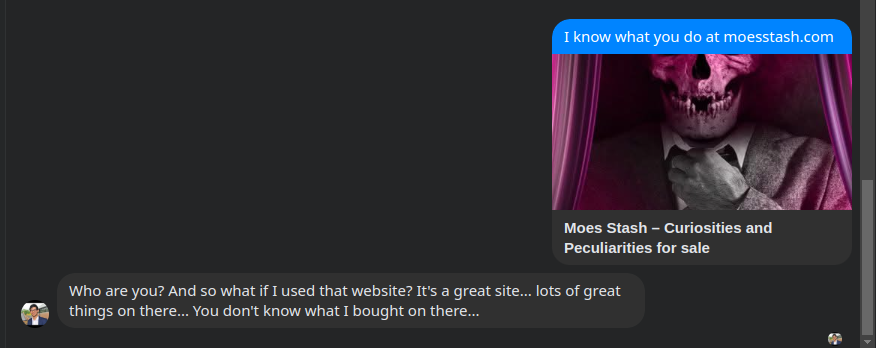 I know what you do at moesstash.com
Moes Stash – Curiosities and
Peculiarities for sale
Who are you? And so what if I used that website? It's a great site... lots of great
things on there... You don't know what I bought on there...